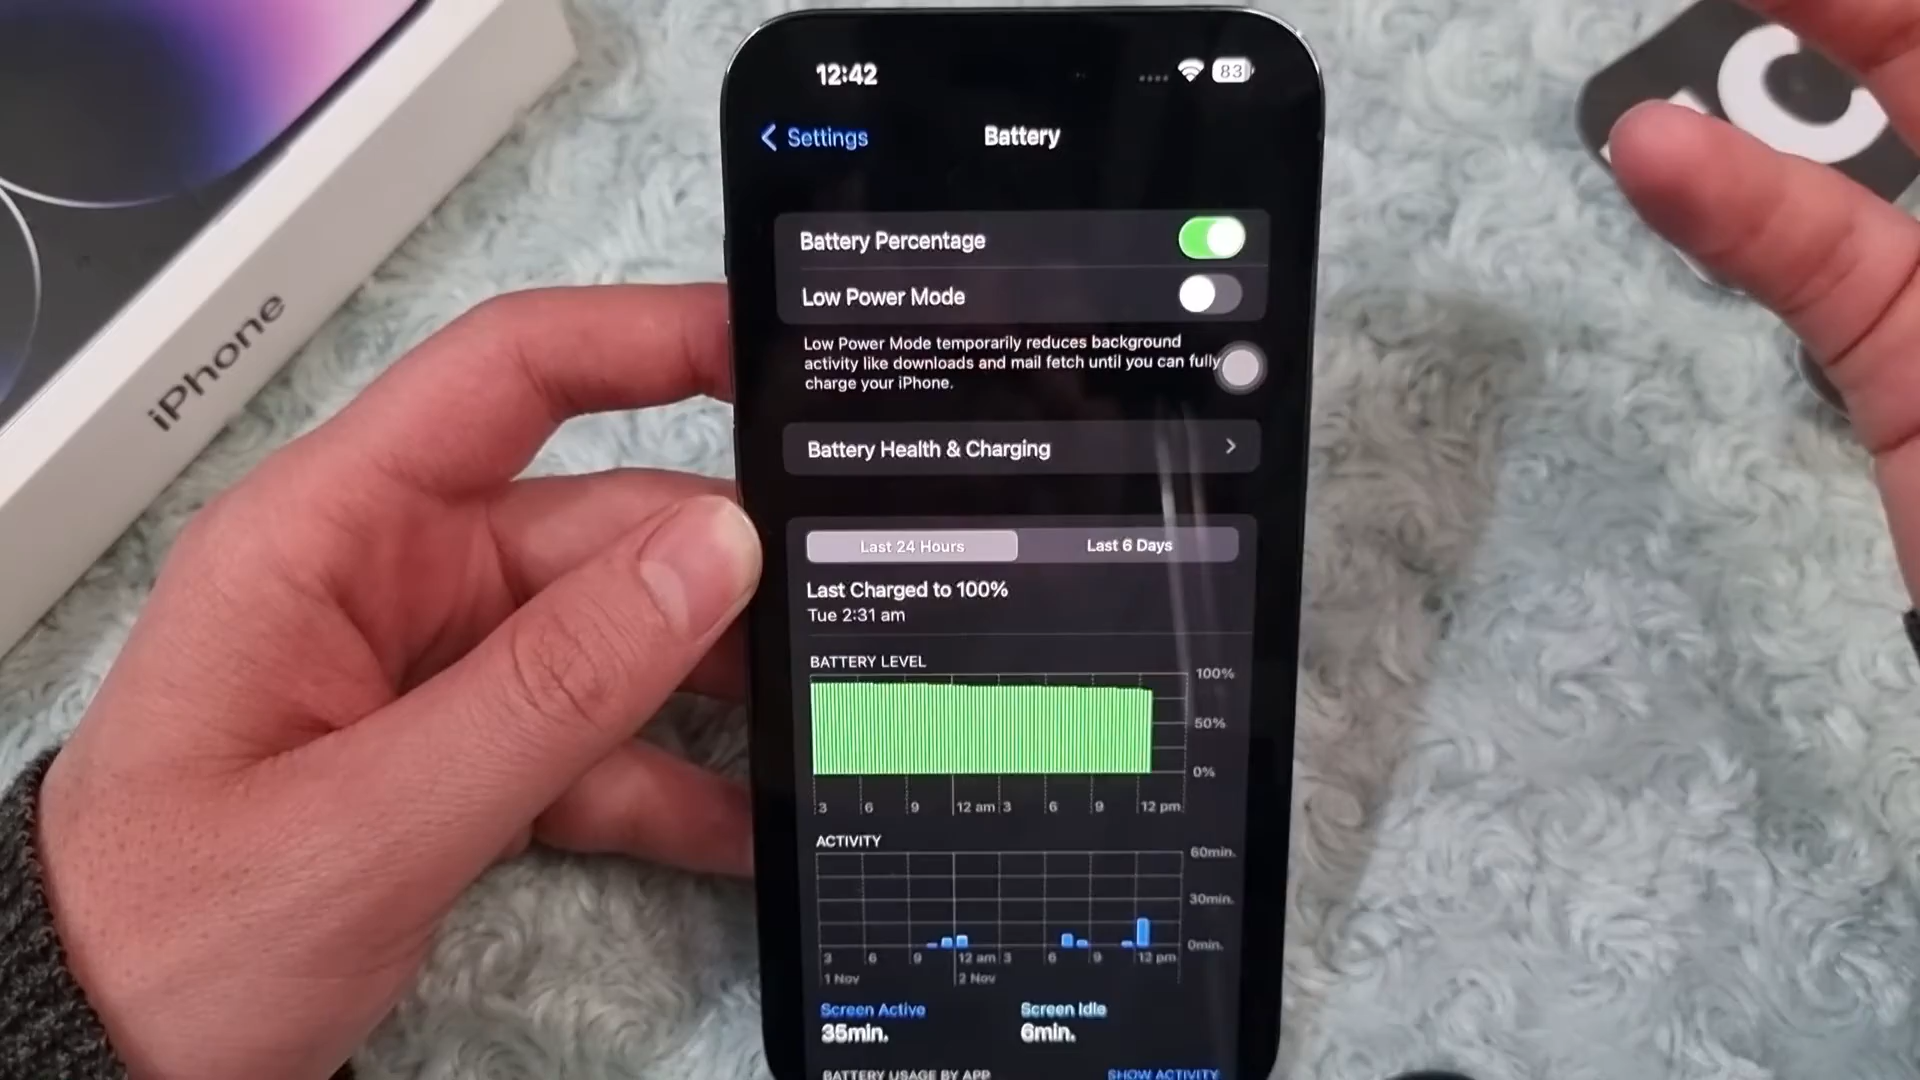 12:42
83
Settings
Battery
Battery Percentage
Low Power Mode
Low Power Mode temporarily reduces background
activity like downloads and mail fetch until you can fully
charge your iPhone.
Battery Health & Charging
Last 24 Hours
Last 6 Days
Last Charged to 100%
Tue 2:31 am
BATTERY LEVEL
100%
50%
0%
3 6 9 12 am 3 6 9 12 pm
ACTIVITY
60min.
30min.
0min.
3 6 9 12 am 3 6 9 12 pm
1 Nov 2 Nov
Screen Active
Screen Idle
35min.
6min.
BATTERY USAGE BY APP
SHOW ACTIVITY
iPhone